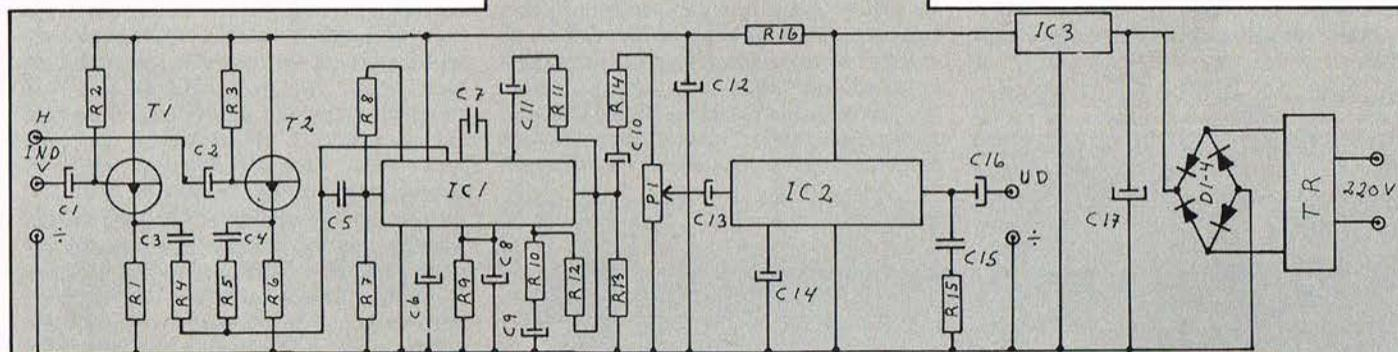 R16
IC3
R2
T1
R3
T2
R8
C7
C11
R11
R14
C10
C12
H
IND
V
C1
C2
C5
IC1
P1
C13
IC2
C16
UD
÷
÷
C3
C4
R1
R4
R5
R6
R7
C6
R9
C8
R10
C9
R12
R13
C14
C15
R15
C17
D1-4
TR
220V